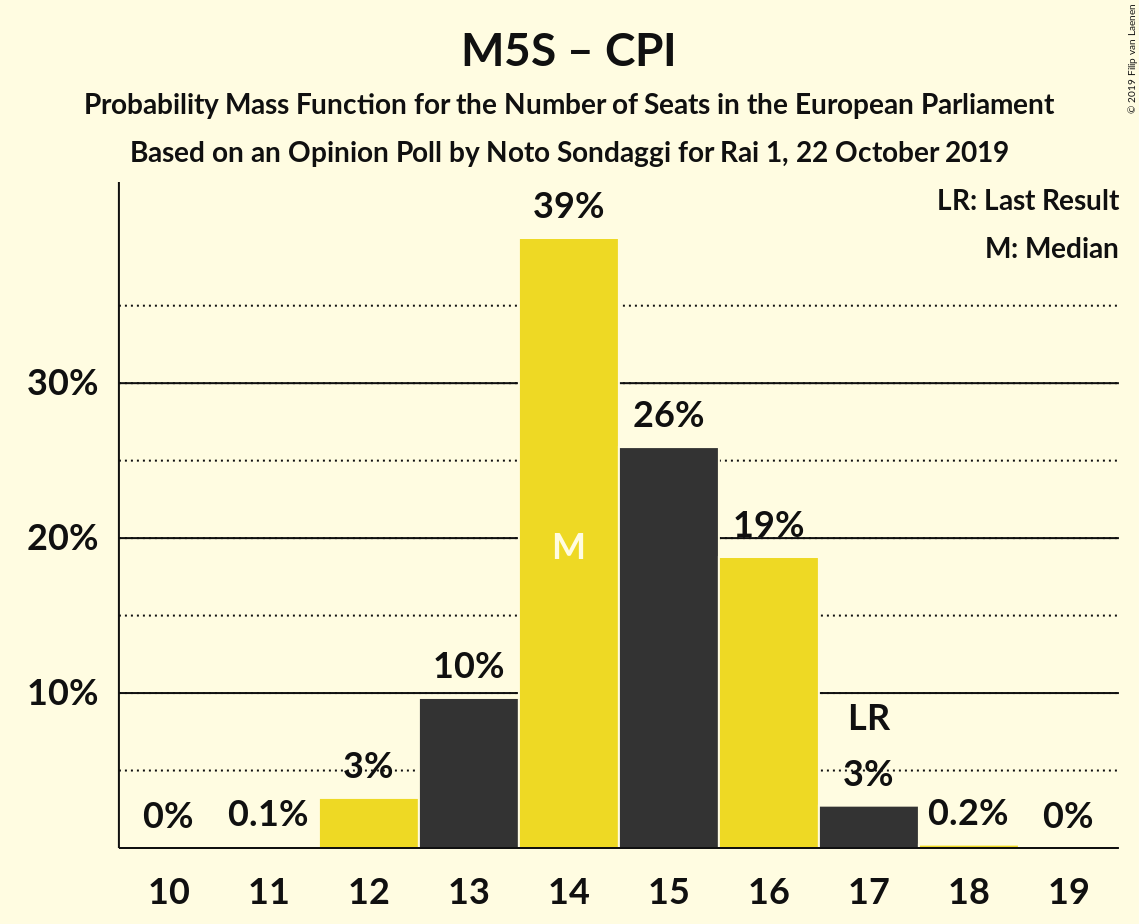 M5S – CPI
Probability Mass Function for the Number of Seats in the European Parliament
Based on an Opinion Poll by Noto Sondaggi for Rai 1, 22 October 2019
© 2019 Filip van Laenen
LR: Last Result
M: Median
39%
30%
26%
20%
19%
M
10%
10%
LR
3%
3%
0%
0.1%
0.2%
0%
10 11 12 13 14 15 16 17 18 19